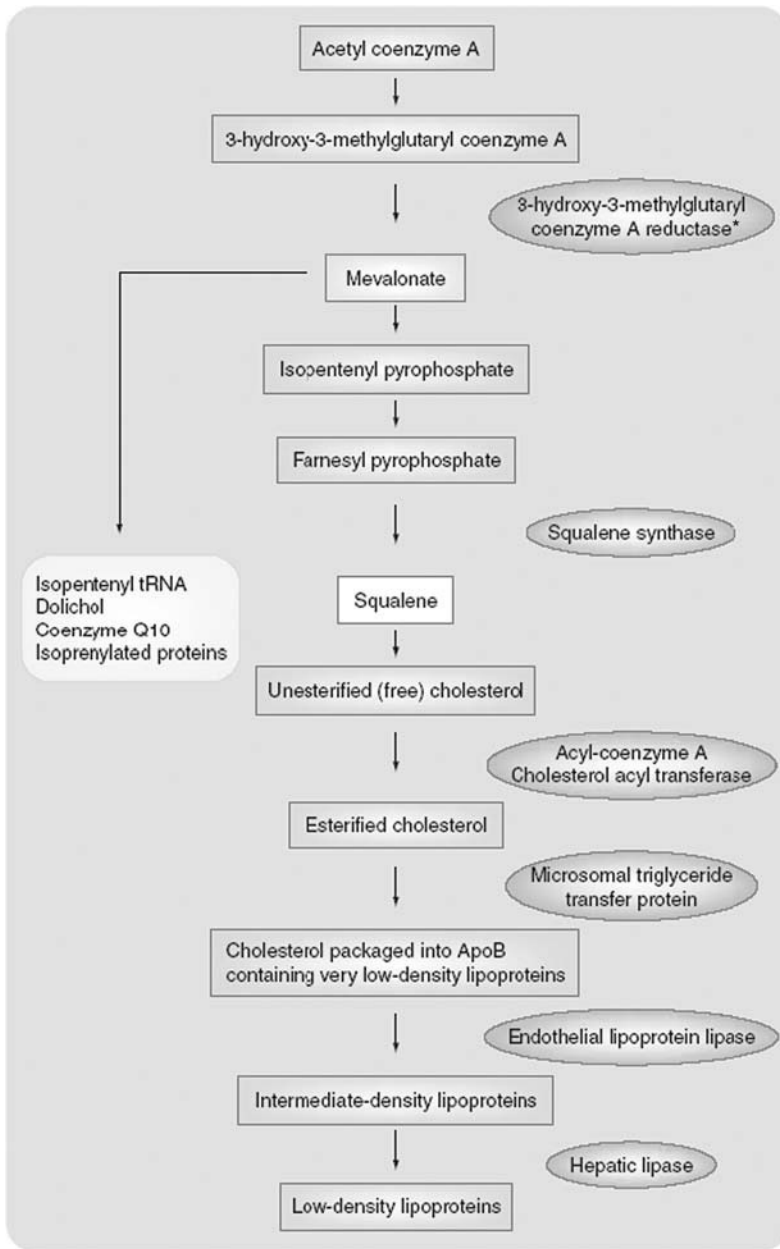 Acetyl coenzyme A
3-hydroxy-3-methylglutaryl coenzyme A
3-hydroxy-3-methylglutaryl
coenzyme A reductase*
Mevalonate
Isopentenyl pyrophosphate
Farnesyl pyrophosphate
Squalene synthase
Isopentenyl tRNA
Dolichol
Coenzyme Q10
Isoprenylated proteins
Squalene
Unesterified (free) cholesterol
Acyl-coenzyme A
Cholesterol acyl transferase
Esterified cholesterol
Microsomal triglyceride
transfer protein
Cholesterol packaged into ApoB
containing very low-density lipoproteins
Endothelial lipoprotein lipase
Intermediate-density lipoproteins
Hepatic lipase
Low-density lipoproteins